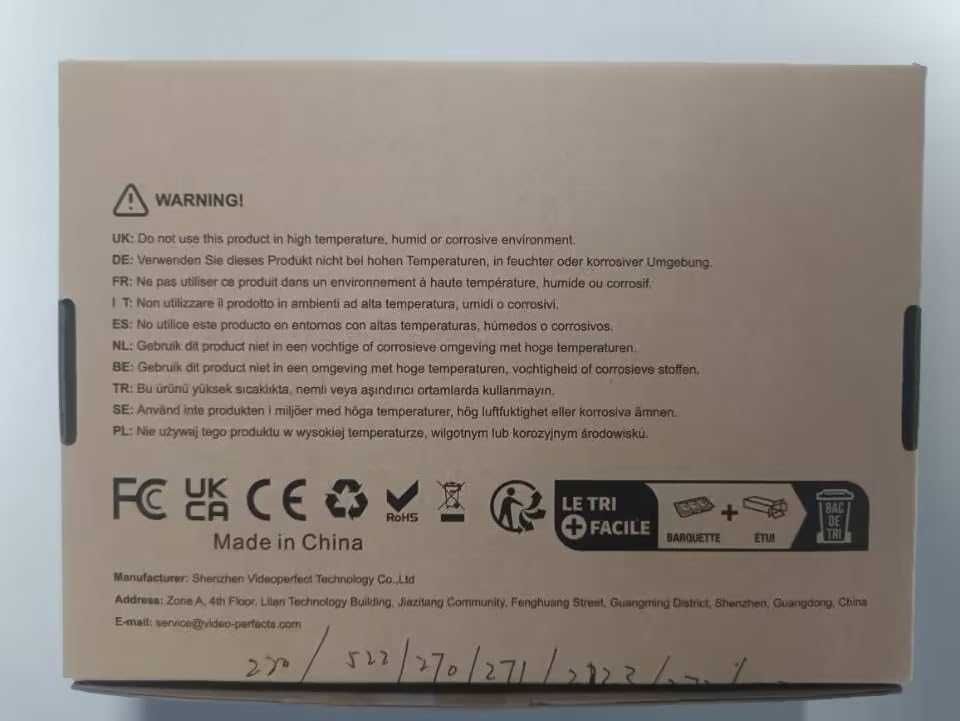 WARNING!
UK: Do not use this product in high temperature, humid or corrosive environment.
DE: Verwenden Sie dieses Produkt nicht bei hohen Temperaturen, in feuchter oder korrosiver Umgebung.
FR: Ne pas utiliser ce produit dans un environnement à haute température, humide ou corrosif.
I T: Non utilizzare il prodotto in ambienti ad alta temperatura, umidi o corrosivi.
ES: No utilice este producto en entornos con altas temperaturas, húmedos o corrosivos.
NL: Gebruik dit product niet in een vochtige of corrosieve omgeving met hoge temperaturen.
BE: Gebruik dit product niet in een omgeving met hoge temperaturen, vochtigheid of corrosieve stoffen.
TR: Bu ürünü yüksek sıcaklıkta, nemli veya aşındırıcı ortamlarda kullanmayın.
SE: Använd inte produkten i miljöer med höga temperaturer, hög luftfuktighet eller korrosiva ämnen.
PL: Nie używaj tego produktu w wysokiej temperaturze, wilgotnym lub korozyjnym środowisku.
FC UK CA CE RoHS
LE TRI + FACILE
BARQUETTE + ÉTUI
BAC DE TRI
Made in China
Manufacturer: Shenzhen Videoperfect Technology Co.,Ltd
Address: Zone A, 4th Floor, Lilan Technology Building, Jiazitang Community, Fenghuang Street, Guangming District, Shenzhen, Guangdong, China
E-mail: service@video-perfects.com
270/ 522/270/271/